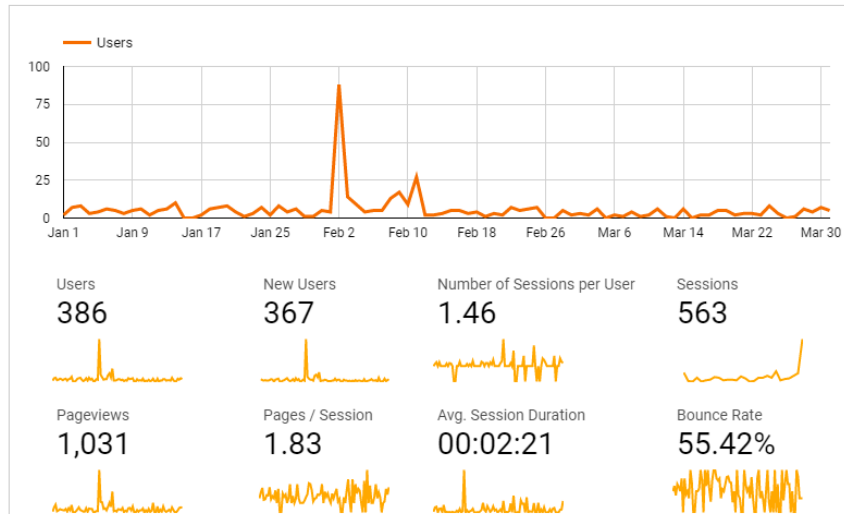 Users
100
75
50
25
0
Jan 1 Jan 9 Jan 17 Jan 25 Feb 2 Feb 10 Feb 18 Feb 26 Mar 6 Mar 14 Mar 22 Mar 30
Users New Users Number of Sessions per User Sessions
386 367 1.46 563
Pageviews Pages / Session Avg. Session Duration Bounce Rate
1,031 1.83 00:02:21 55.42%